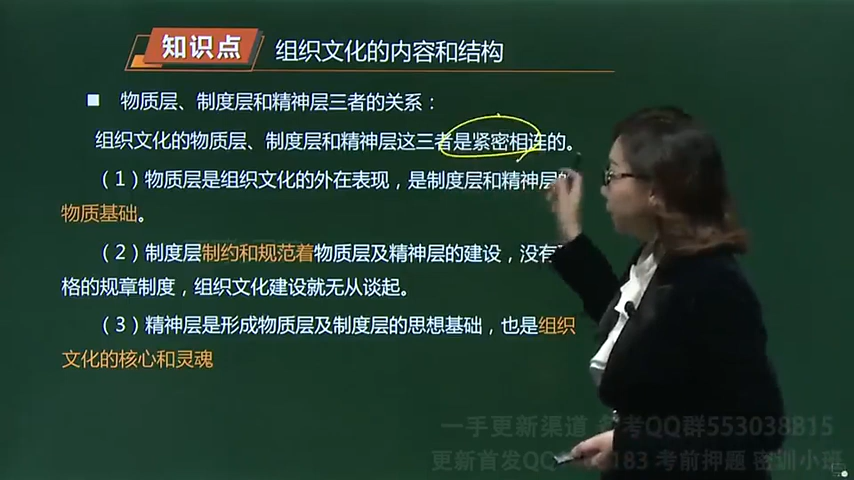 知识点 组织文化的内容和结构
■ 物质层、制度层和精神层三者的关系：
组织文化的物质层、制度层和精神层这三者是紧密相连的。
（1）物质层是组织文化的外在表现，是制度层和精神层
物质基础。
（2）制度层制约和规范着物质层及精神层的建设，没有
格的规章制度，组织文化建设就无从谈起。
（3）精神层是形成物质层及制度层的思想基础，也是组织
文化的核心和灵魂
一手更新渠道 考QQ群553038815
更新首发QQ 183 考前押题 密训小班